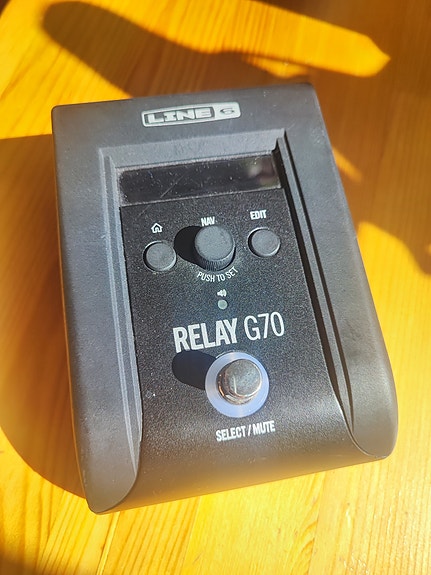 LINE 6
NAV
EDIT
PUSH TO SET
RELAY G70
SELECT / MUTE